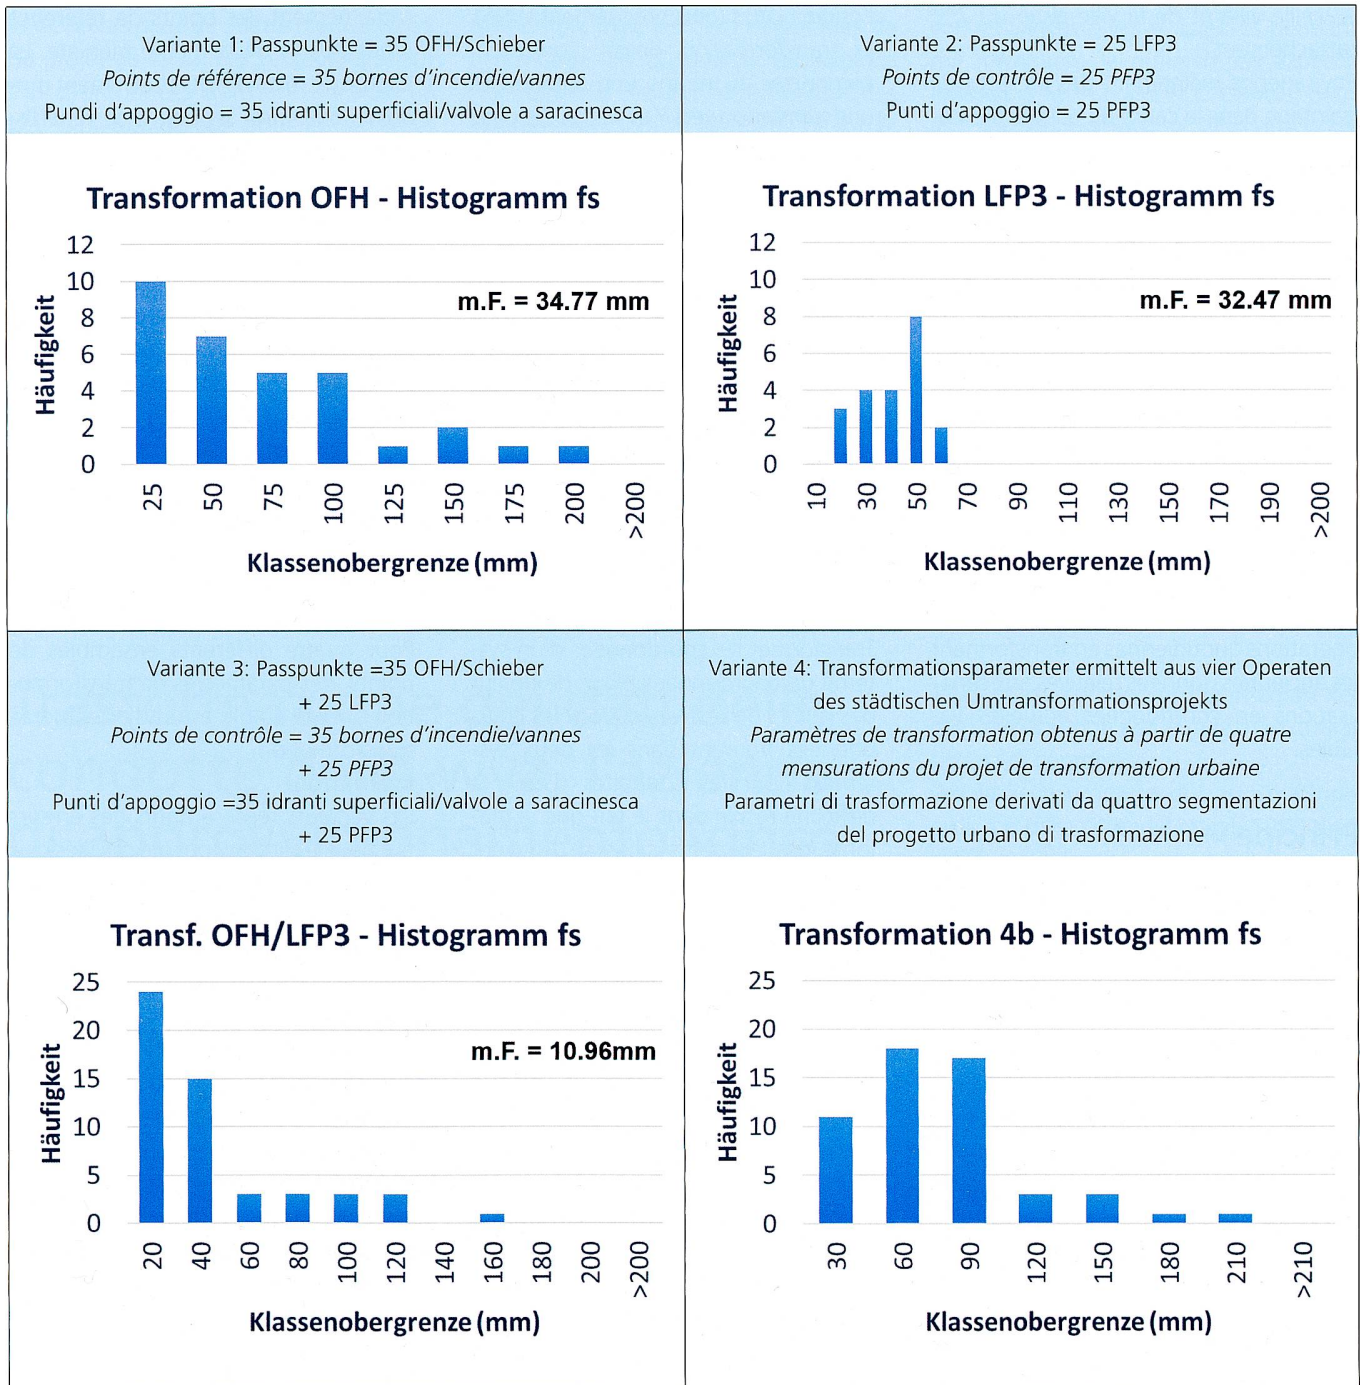 Variante 1: Passpunkte = 35 OFH/Schieber
Points de référence = 35 bornes d'incendie/vannes
Pundi d'appoggio = 35 idranti superficiali/valvole a saracinesca
Transformation OFH - Histogramm fs
12
10
8
6
4
2
0
Häufigkeit
m.F. = 34.77 mm
25
50
75
100
125
150
175
200
>200
Klassenobergrenze (mm)
Variante 2: Passpunkte = 25 LFP3
Points de contrôle = 25 PFP3
Punti d'appoggio = 25 PFP3
Transformation LFP3 - Histogramm fs
12
10
8
6
4
2
0
Häufigkeit
m.F. = 32.47 mm
10
30
50
70
90
110
130
150
170
190
>200
Klassenobergrenze (mm)
Variante 3: Passpunkte =35 OFH/Schieber
+ 25 LFP3
Points de contrôle = 35 bornes d'incendie/vannes
+ 25 PFP3
Punti d'appoggio =35 idranti superficiali/valvole a saracinesca
+ 25 PFP3
Transf. OFH/LFP3 - Histogramm fs
25
20
15
10
5
0
Häufigkeit
m.F. = 10.96mm
20
40
60
80
100
120
140
160
180
200
>200
Klassenobergrenze (mm)
Variante 4: Transformationsparameter ermittelt aus vier Operaten
des städtischen Umtransformationsprojekts
Paramètres de transformation obtenus à partir de quatre
mensurations du projet de transformation urbaine
Parametri di trasformazione derivati da quattro segmentazioni
del progetto urbano di trasformazione
Transformation 4b - Histogramm fs
25
20
15
10
5
0
Häufigkeit
30
60
90
120
150
180
210
>210
Klassenobergrenze (mm)